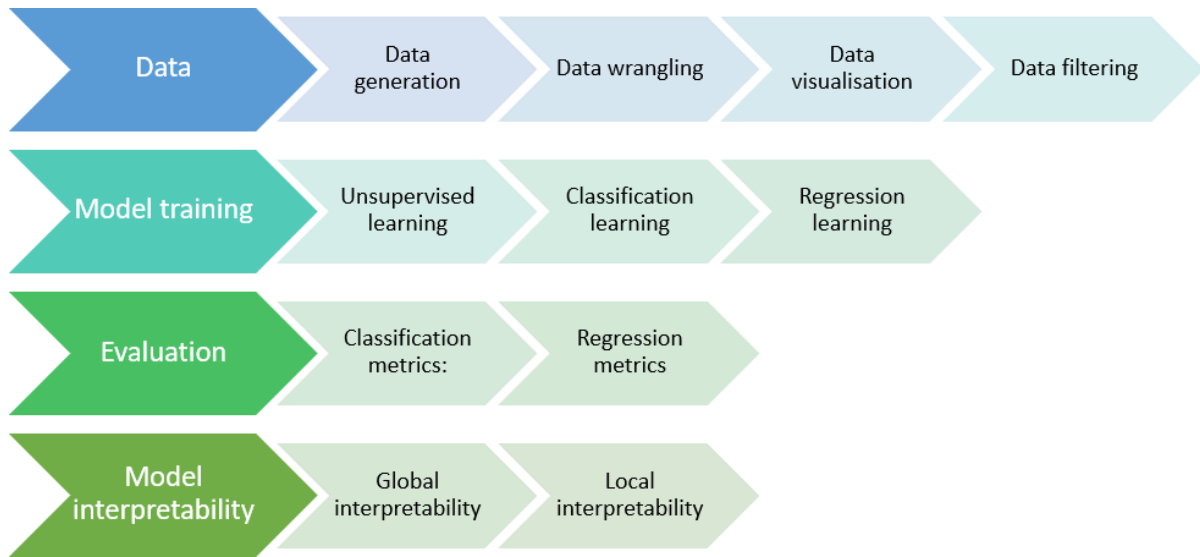 Data
Data
generation
Data wrangling
Data
visualisation
Data filtering
Model training
Unsupervised
learning
Classification
learning
Regression
learning
Evaluation
Classification
metrics:
Regression
metrics
Model
interpretability
Global
interpretability
Local
interpretability